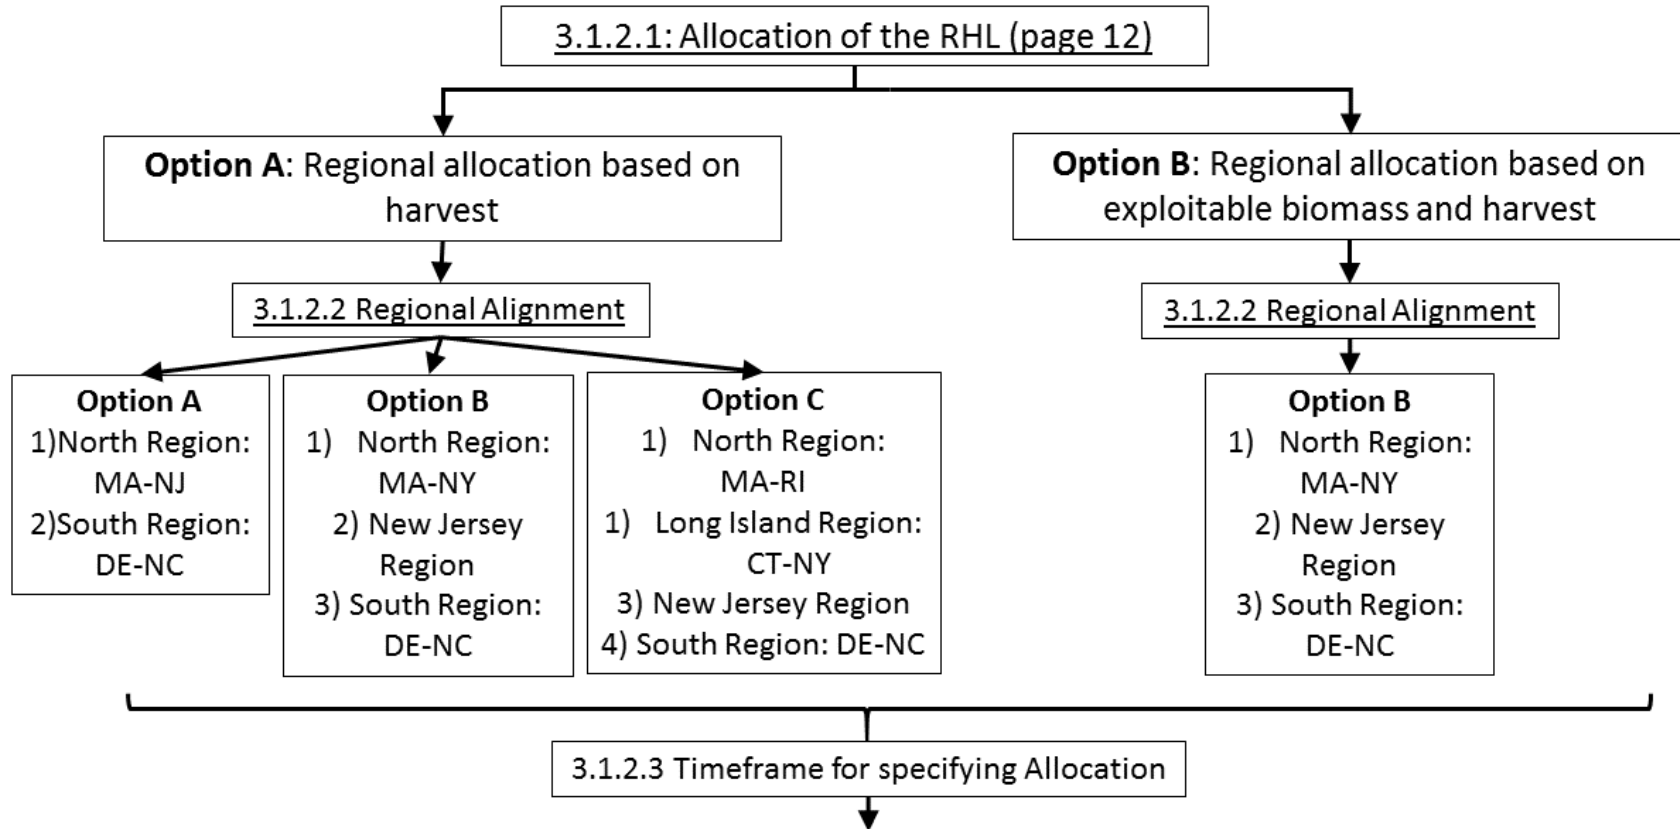 3.1.2.1: Allocation of the RHL (page 12)
Option A: Regional allocation based on
harvest
Option B: Regional allocation based on
exploitable biomass and harvest
3.1.2.2 Regional Alignment
3.1.2.2 Regional Alignment
Option A
1)North Region:
MA-NJ
2)South Region:
DE-NC
Option B
1) North Region:
MA-NY
2) New Jersey
Region
3) South Region:
DE-NC
Option C
1) North Region:
MA-RI
1) Long Island Region:
CT-NY
3) New Jersey Region
4) South Region: DE-NC
Option B
1) North Region:
MA-NY
2) New Jersey
Region
3) South Region:
DE-NC
3.1.2.3 Timeframe for specifying Allocation